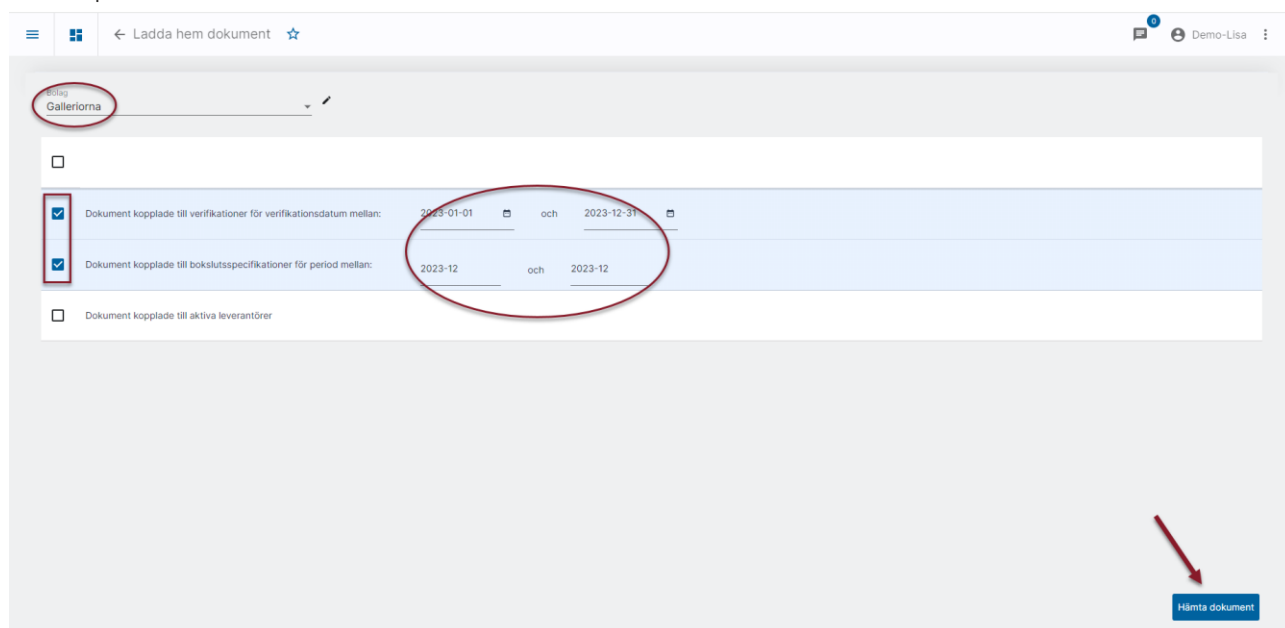 0
← Ladda hem dokument
Demo-Lisa
Bolag
Galleriorna
Dokument kopplade till verifikationer för verifikationsdatum mellan: 2023-01-01 och 2023-12-31
Dokument kopplade till bokslutsspecifikationer för period mellan: 2023-12 och 2023-12
Dokument kopplade till aktiva leverantörer
Hämta dokument